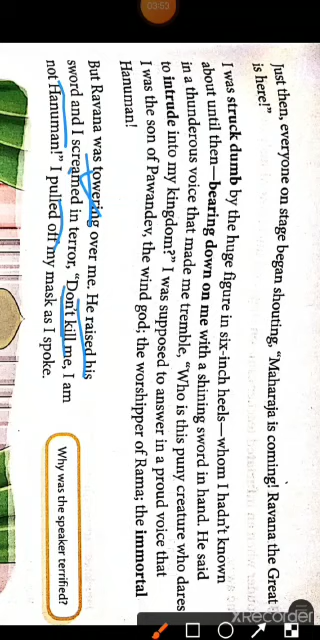 03:53
Just then, everyone on stage began shouting, "Maharaja is coming! Ravana the Great
is here!"
I was struck dumb by the huge figure in six-inch heels—whom I hadn't known
about until then—bearing down on me with a shining sword in hand. He said
in a thunderous voice that made me tremble, "Who is this puny creature who dares
to intrude into my kingdom?" I was supposed to answer in a proud voice that
I was the son of Pawandev, the wind god; the worshipper of Rama; the immortal
Hanuman!
But Ravana was towering over me. He raised his
sword and I screamed in terror, "Don't kill me, I am
not Hanuman!" I pulled off my mask as I spoke.
Why was the speaker terrified?
XRecorder